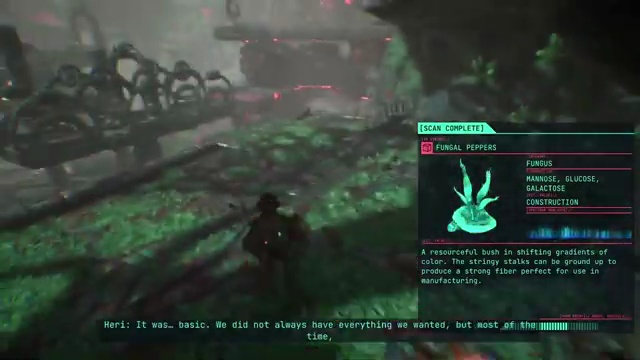 [SCAN COMPLETE]
FUNGAL PEPPERS
FUNGUS
MANNOSE, GLUCOSE,
GALACTOSE
CONSTRUCTION
A resourceful bush in shifting gradients of
color. The stringy stalks can be ground up to
produce a strong fiber perfect for use in
manufacturing.
Heri: It was… basic. We did not always have everything we wanted, but most of the
time,